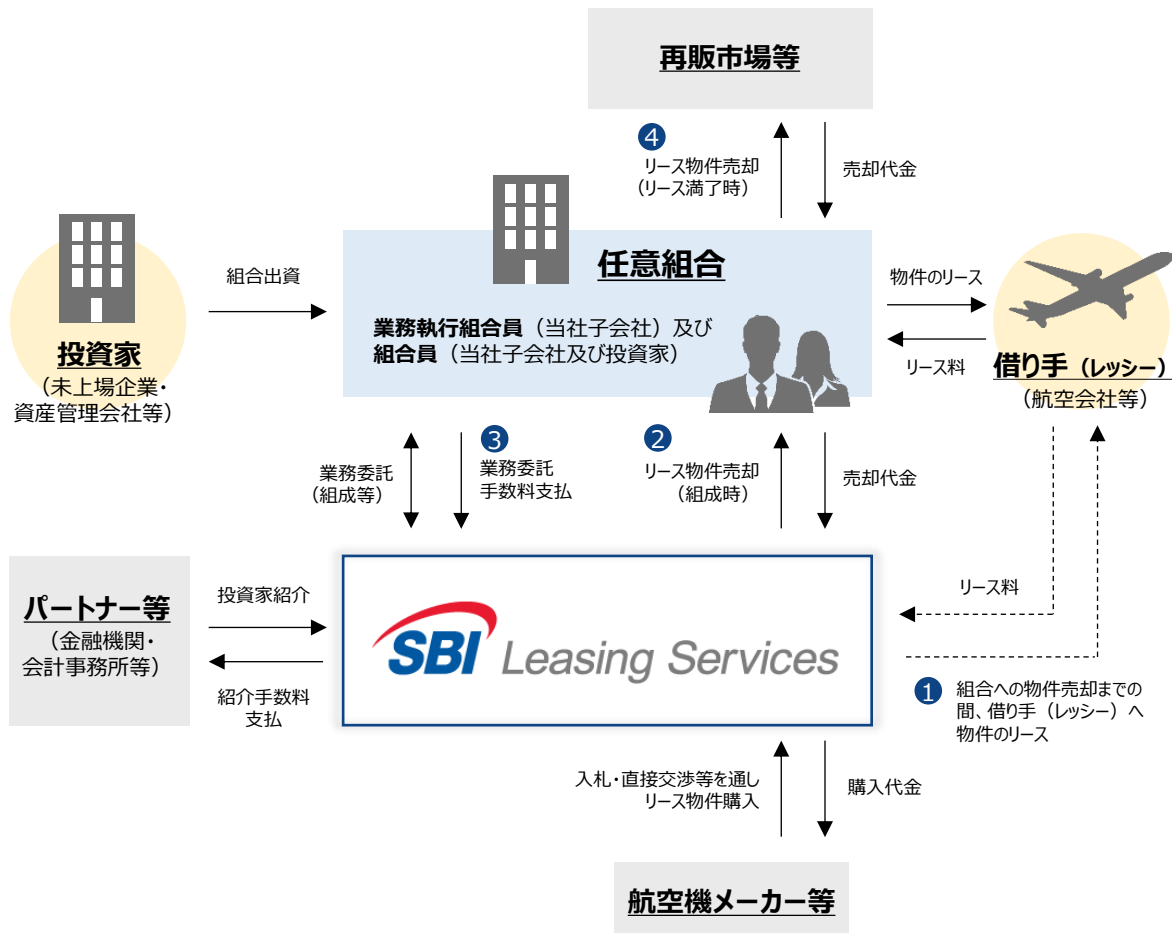 再販市場等
4
リース物件売却
（リース満了時）
売却代金
任意組合
業務執行組合員（当社子会社）及び
組合員（当社子会社及び投資家）
組合出資
投資家
（未上場企業・
資産管理会社等）
物件のリース
リース料
借り手（レッシー）
（航空会社等）
業務委託
（組成等）
3
業務委託
手数料支払
2
リース物件売却
（組成時）
売却代金
パートナー等
（金融機関・
会計事務所等）
投資家紹介
紹介手数料
支払
SBI Leasing Services
リース料
1
組合への物件売却までの
間、借り手（レッシー）へ
物件のリース
入札・直接交渉等を通し
リース物件購入
購入代金
航空機メーカー等